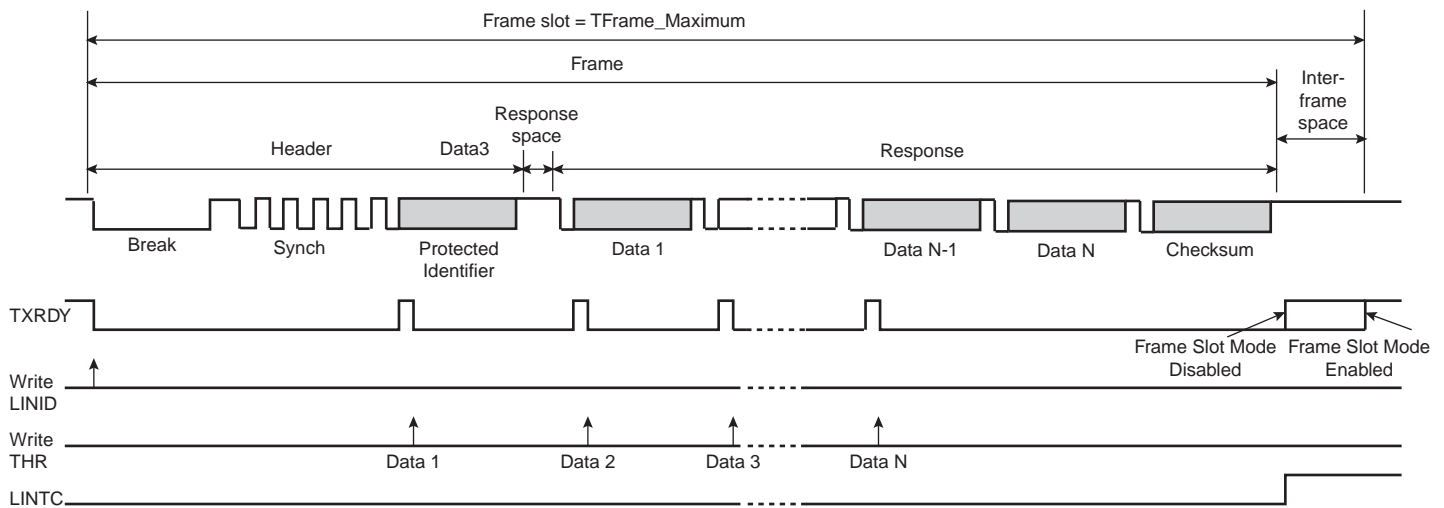 Frame slot = TFrame_Maximum
Frame
Inter-
frame
space
Response
space
Header
Data3
Response
Break
Synch
Protected
Identifier
Data 1
Data N-1
Data N
Checksum
TXRDY
Frame Slot Mode
Disabled
Frame Slot Mode
Enabled
Write
LINID
Write
THR
Data 1
Data 2
Data 3
Data N
LINTC